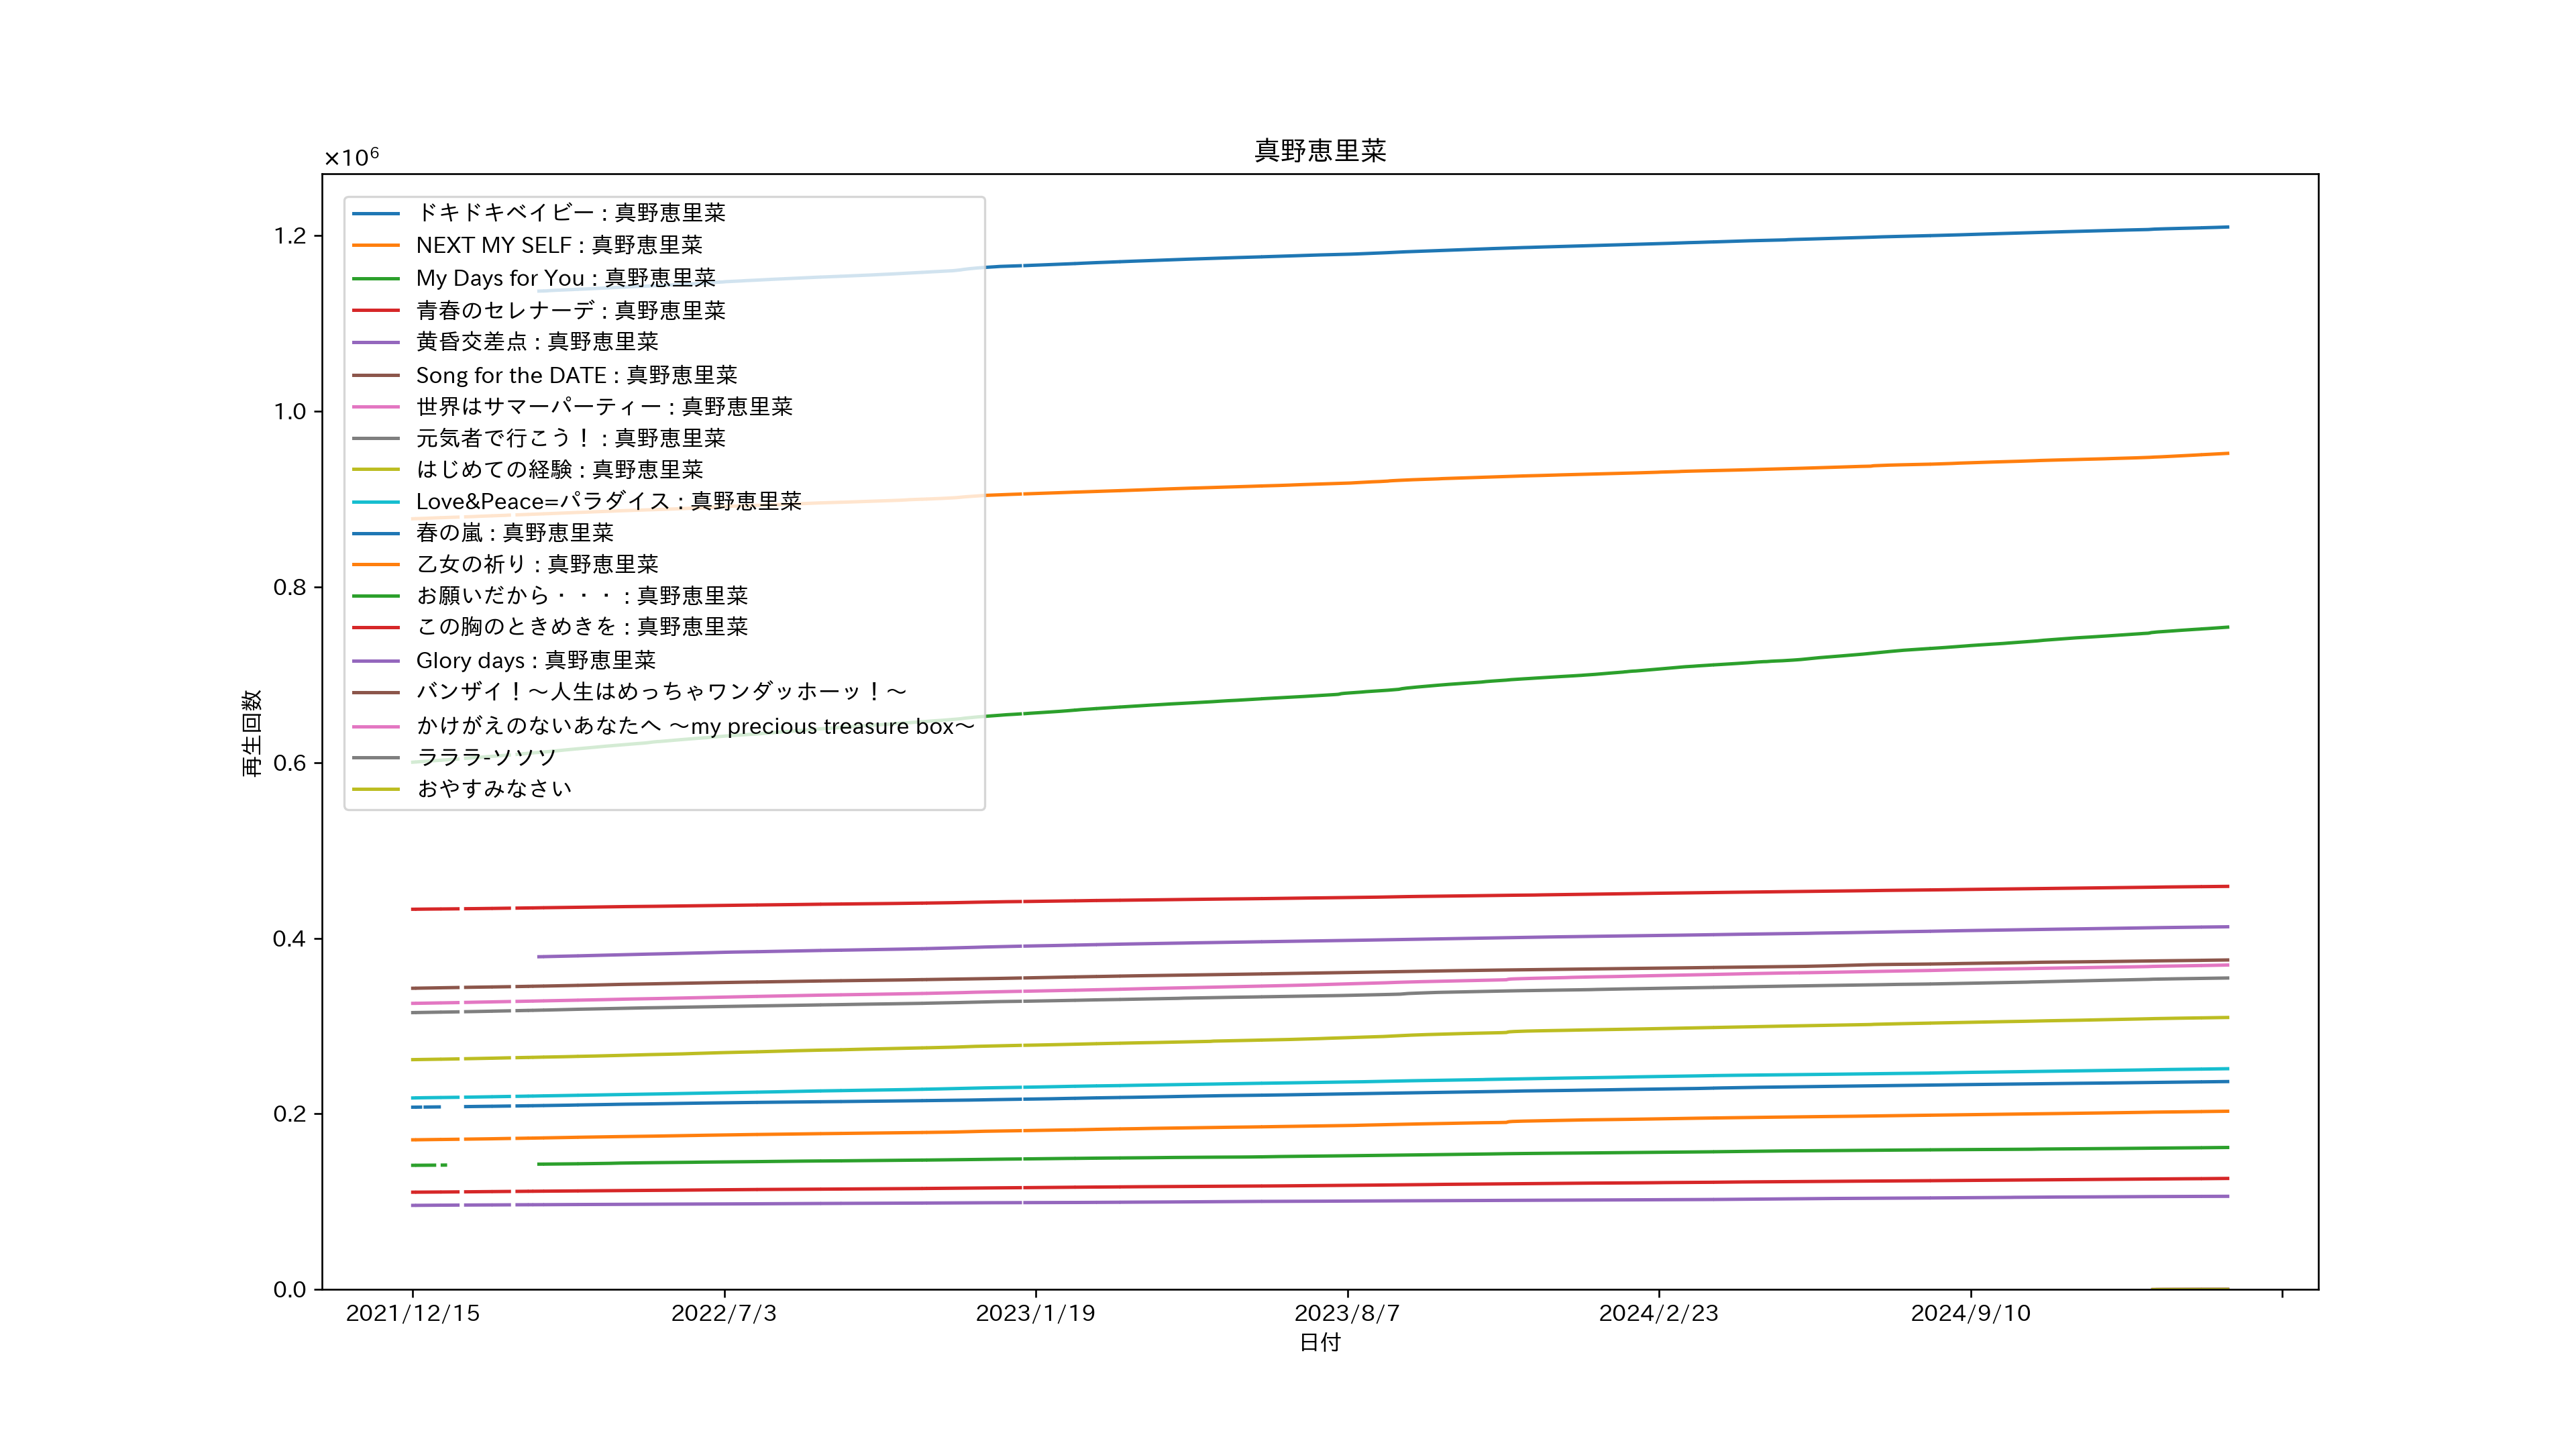 真野恵里菜
×10⁶
ドキドキベイビー : 真野恵里菜
NEXT MY SELF : 真野恵里菜
My Days for You : 真野恵里菜
青春のセレナーデ : 真野恵里菜
黄昏交差点 : 真野恵里菜
Song for the DATE : 真野恵里菜
世界はサマーパーティー : 真野恵里菜
元気者で行こう！ : 真野恵里菜
はじめての経験 : 真野恵里菜
Love&Peace=パラダイス : 真野恵里菜
春の嵐 : 真野恵里菜
乙女の祈り : 真野恵里菜
お願いだから・・・ : 真野恵里菜
この胸のときめきを : 真野恵里菜
Glory days : 真野恵里菜
バンザイ！～人生はめっちゃワンダッホーッ！～
かけがえのないあなたへ ～my precious treasure box～
ラララ-ソソソ
おやすみなさい
1.2
1.0
0.8
0.6
0.4
0.2
0.0
再生回数
2021/12/15
2022/7/3
2023/1/19
2023/8/7
2024/2/23
2024/9/10
日付